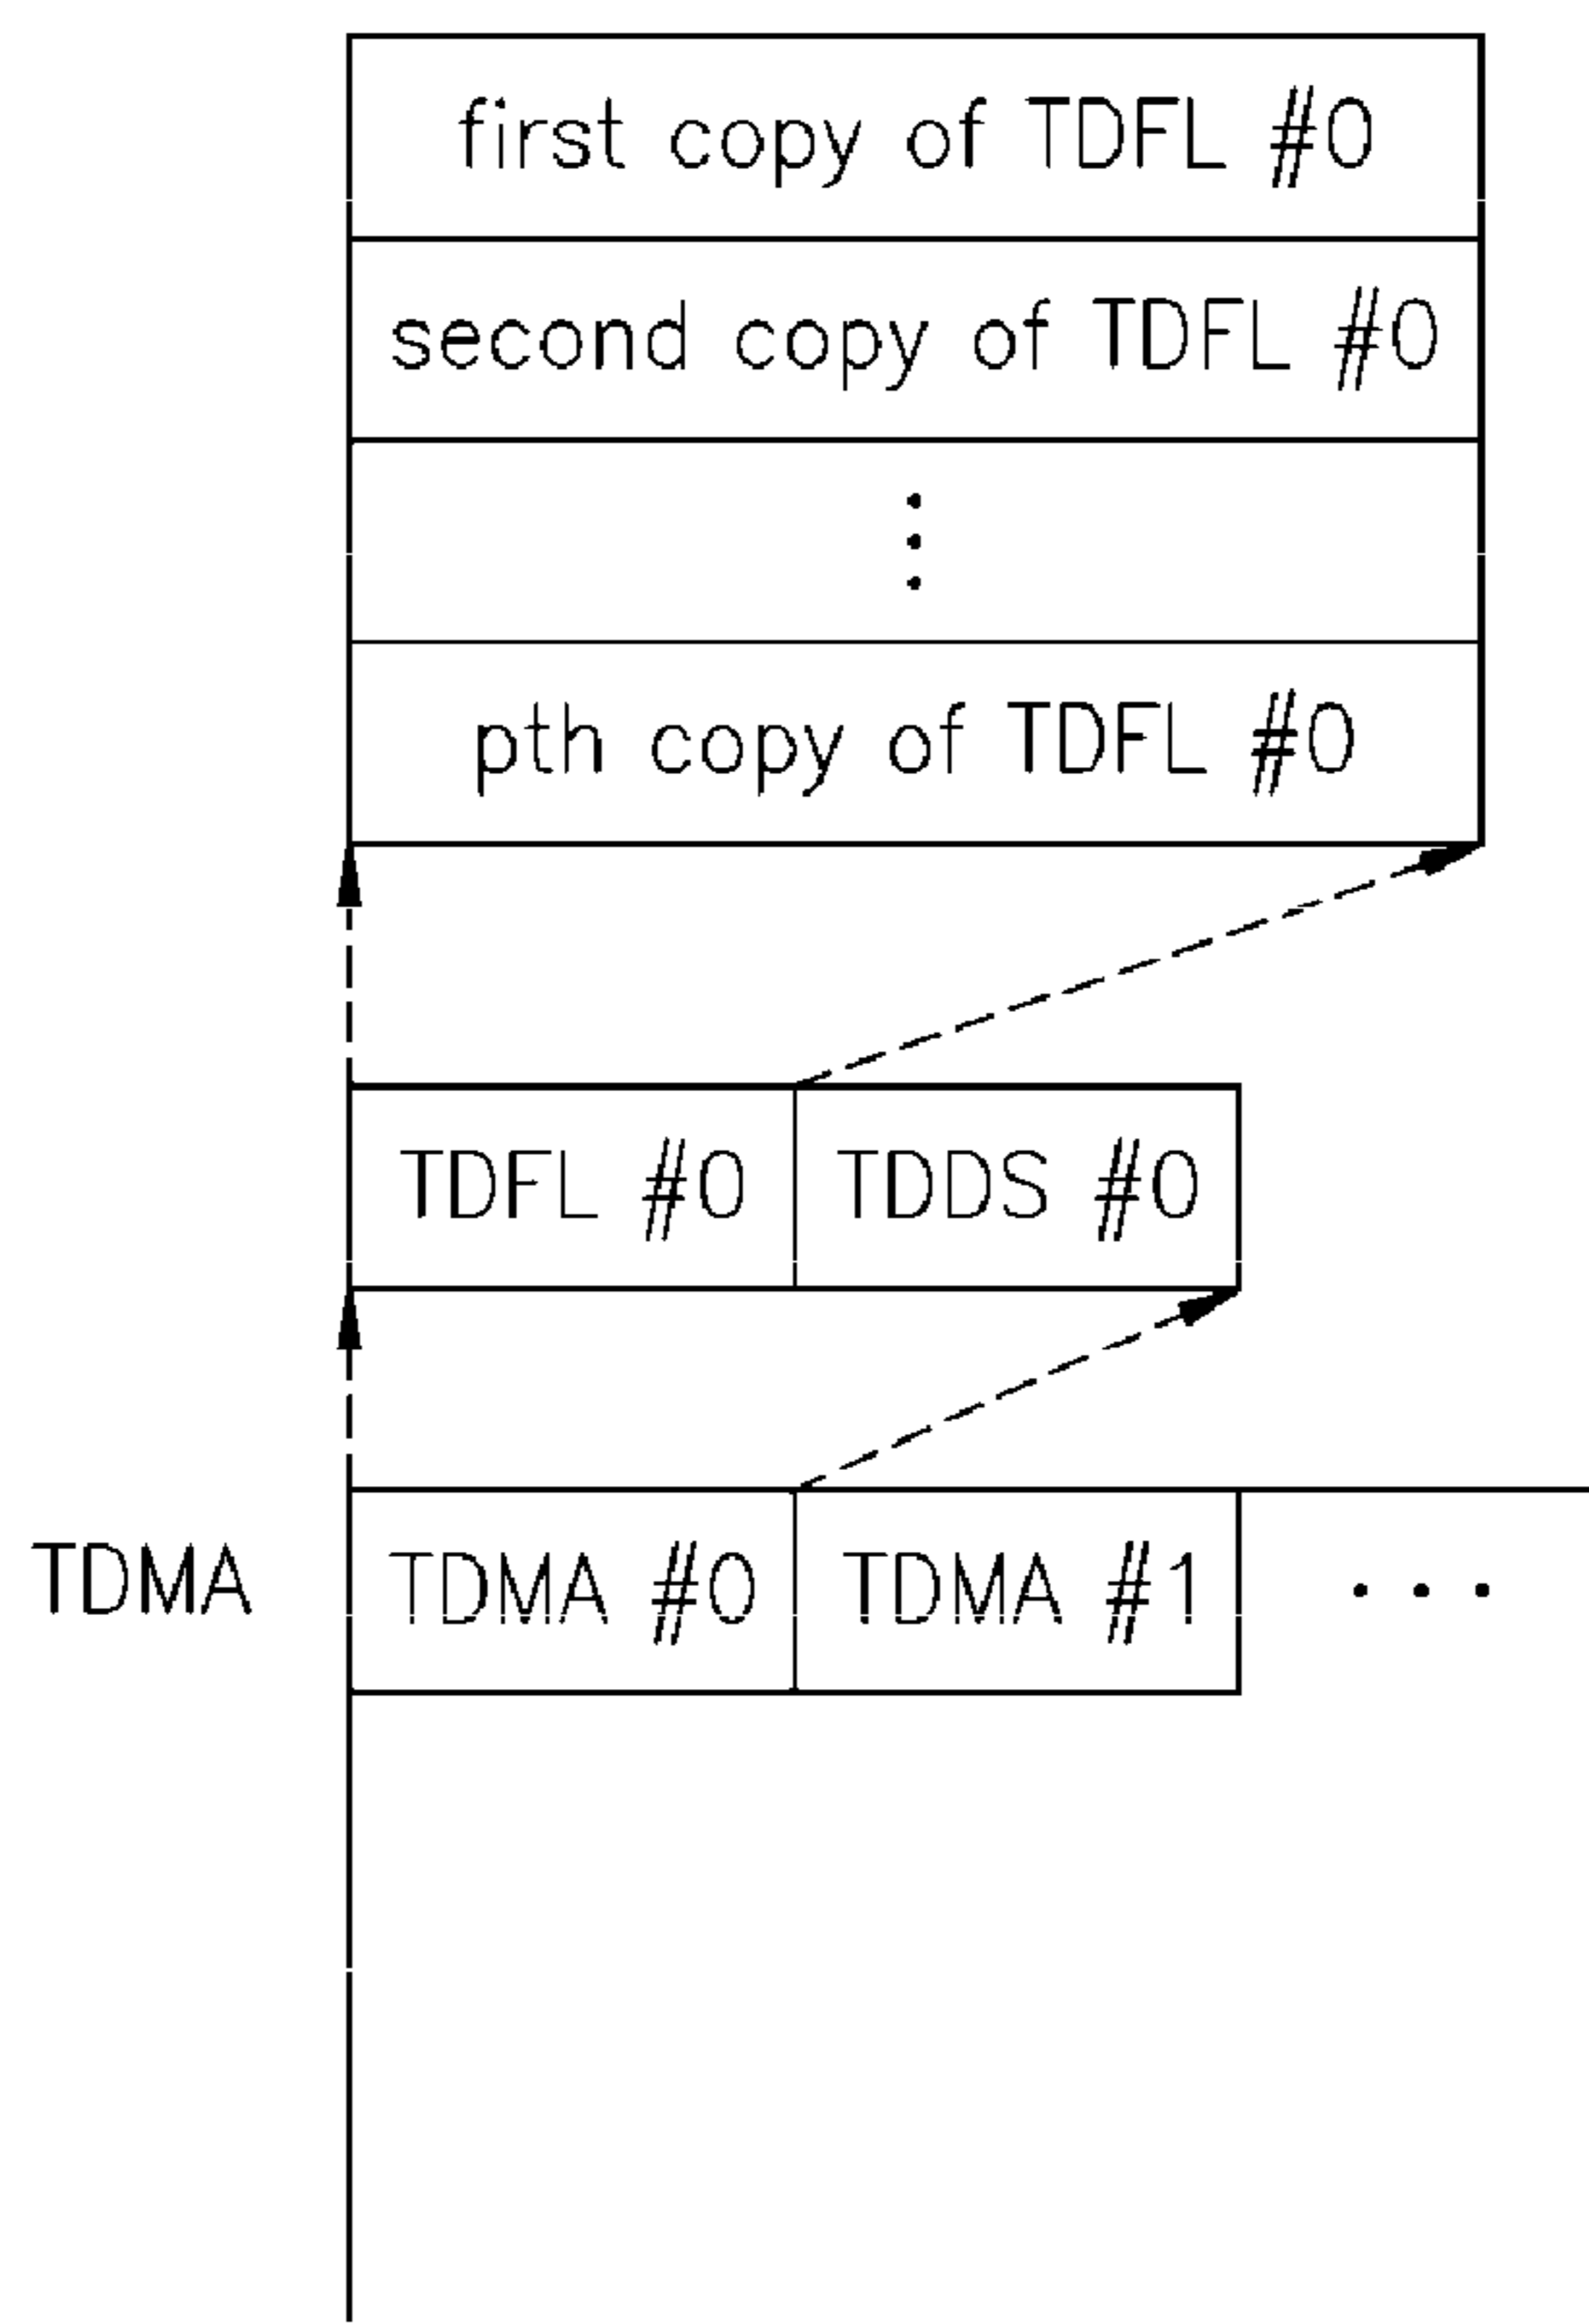 first copy of TDFL #0
second copy of TDFL #0
⋮
pth copy of TDFL #0
TDFL #0 TDDS #0
TDMA TDMA #0 TDMA #1 • • •